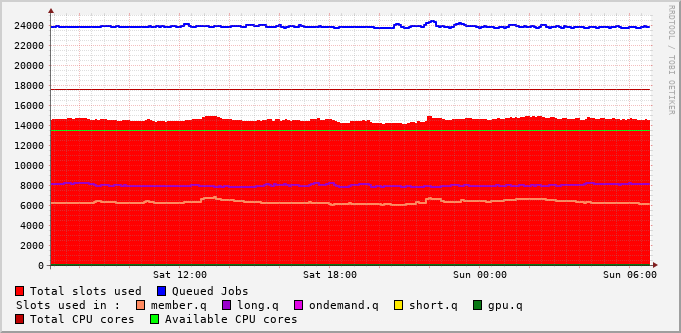 24000
22000
20000
18000
16000
14000
12000
10000
8000
6000
4000
2000
0
Sat 12:00 Sat 18:00 Sun 00:00 Sun 06:00
Total slots used Queued Jobs
Slots used in : member.q long.q ondemand.q short.q gpu.q
Total CPU cores Available CPU cores
RRDTOOL / TOBI OETIKER